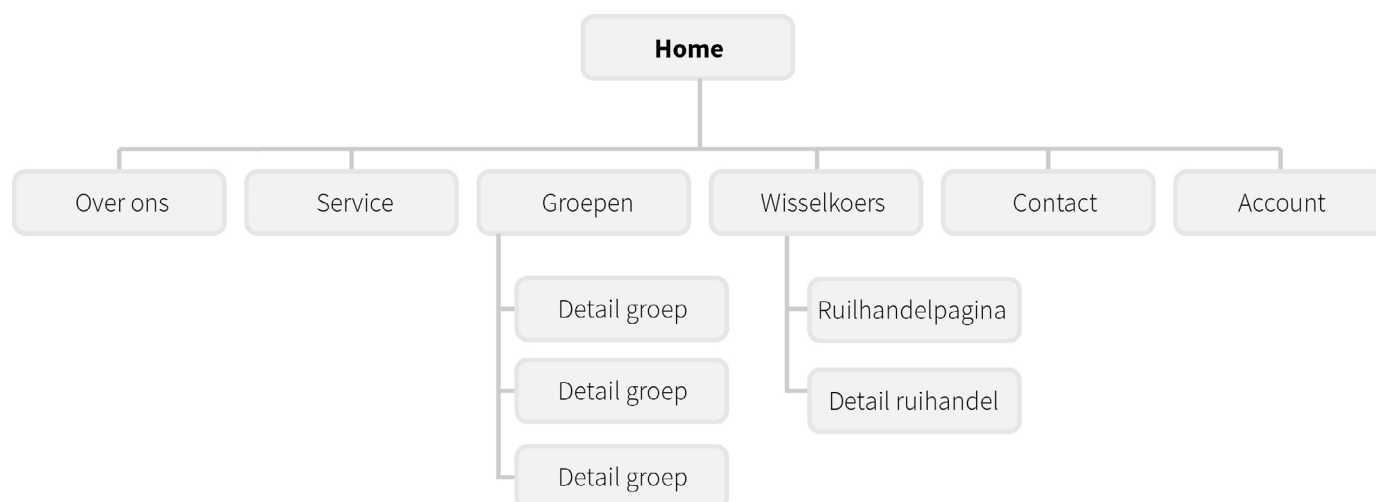 Home
Over ons
Service
Groepen
Wisselkoers
Contact
Account
Detail groep
Ruilhandelpagina
Detail groep
Detail ruihandel
Detail groep